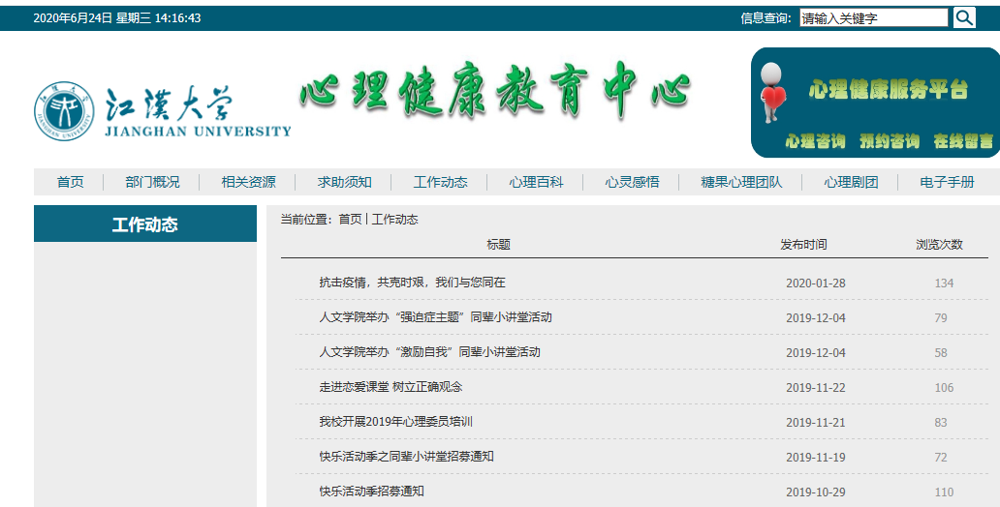 2020年6月24日 星期三 14:16:43 信息查询: 请输入关键字
江漢大学
JIANGHAN UNIVERSITY
心理健康教育中心
心理健康服务平台
心理咨询 预约咨询 在线留言
首页 部门概况 相关资源 求助须知 工作动态 心理百科 心灵感悟 糖果心理团队 心理剧团 电子手册
工作动态
当前位置: 首页 | 工作动态
标题 发布时间 浏览次数
抗击疫情，共克时艰，我们与您同在 2020-01-28 134
人文学院举办“强迫症主题”同辈小讲堂活动 2019-12-04 79
人文学院举办“激励自我”同辈小讲堂活动 2019-12-04 58
走进恋爱课堂 树立正确观念 2019-11-22 106
我校开展2019年心理委员培训 2019-11-21 83
快乐活动季之同辈小讲堂招募通知 2019-11-19 72
快乐活动季招募通知 2019-10-29 110